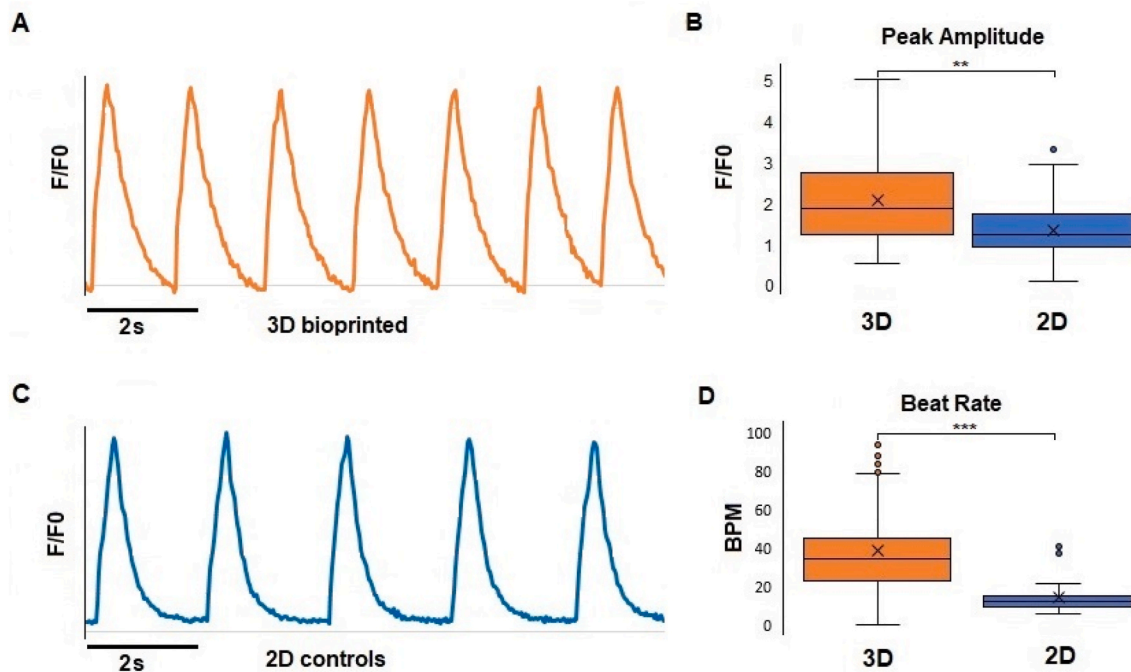 A
F/F0
2s
3D bioprinted
B
Peak Amplitude
**
F/F0
5
4
3
2
1
0
3D
2D
C
F/F0
2s
2D controls
D
Beat Rate
***
BPM
100
80
60
40
20
0
3D
2D